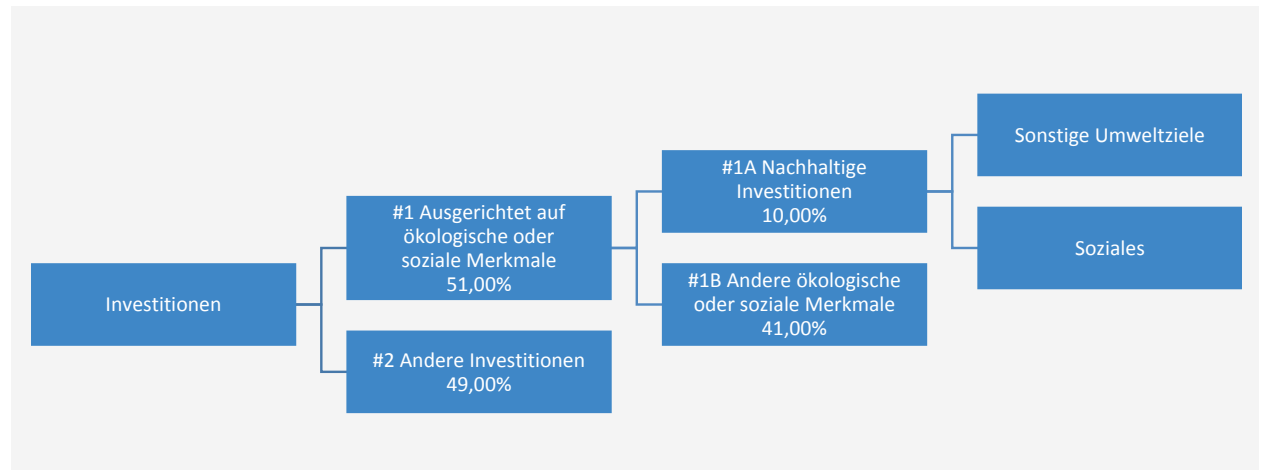 Investitionen
#1 Ausgerichtet auf
ökologische oder
soziale Merkmale
51,00%
#2 Andere Investitionen
49,00%
#1A Nachhaltige
Investitionen
10,00%
#1B Andere ökologische
oder soziale Merkmale
41,00%
Sonstige Umweltziele
Soziales